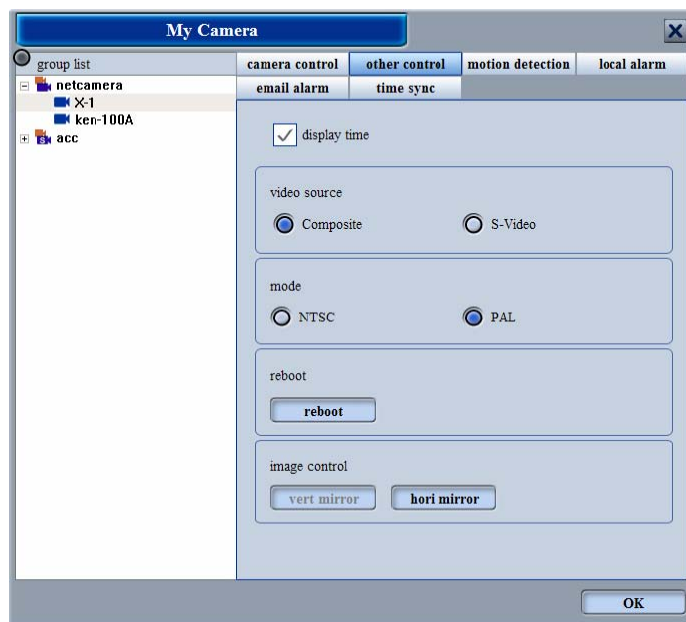 My Camera
group list
netcamera
X-1
ken-100A
acc
camera control
other control
motion detection
local alarm
email alarm
time sync
display time
video source
Composite
S-Video
mode
NTSC
PAL
reboot
reboot
image control
vert mirror
hori mirror
OK